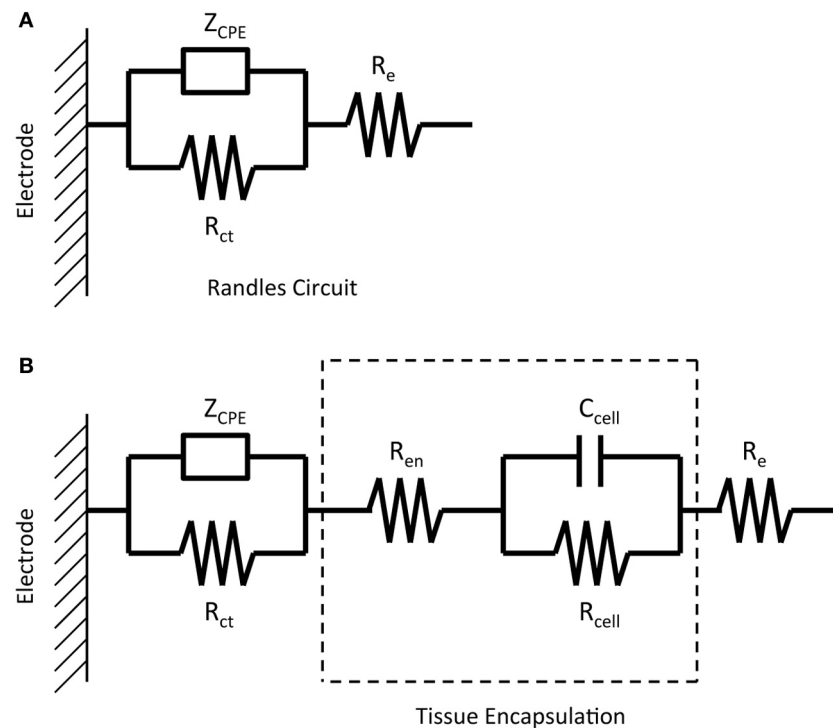 A
Z_CPE
R_e
Electrode
R_ct
Randles Circuit
B
Z_CPE
R_en
C_cell
R_e
Electrode
R_ct
R_cell
Tissue Encapsulation